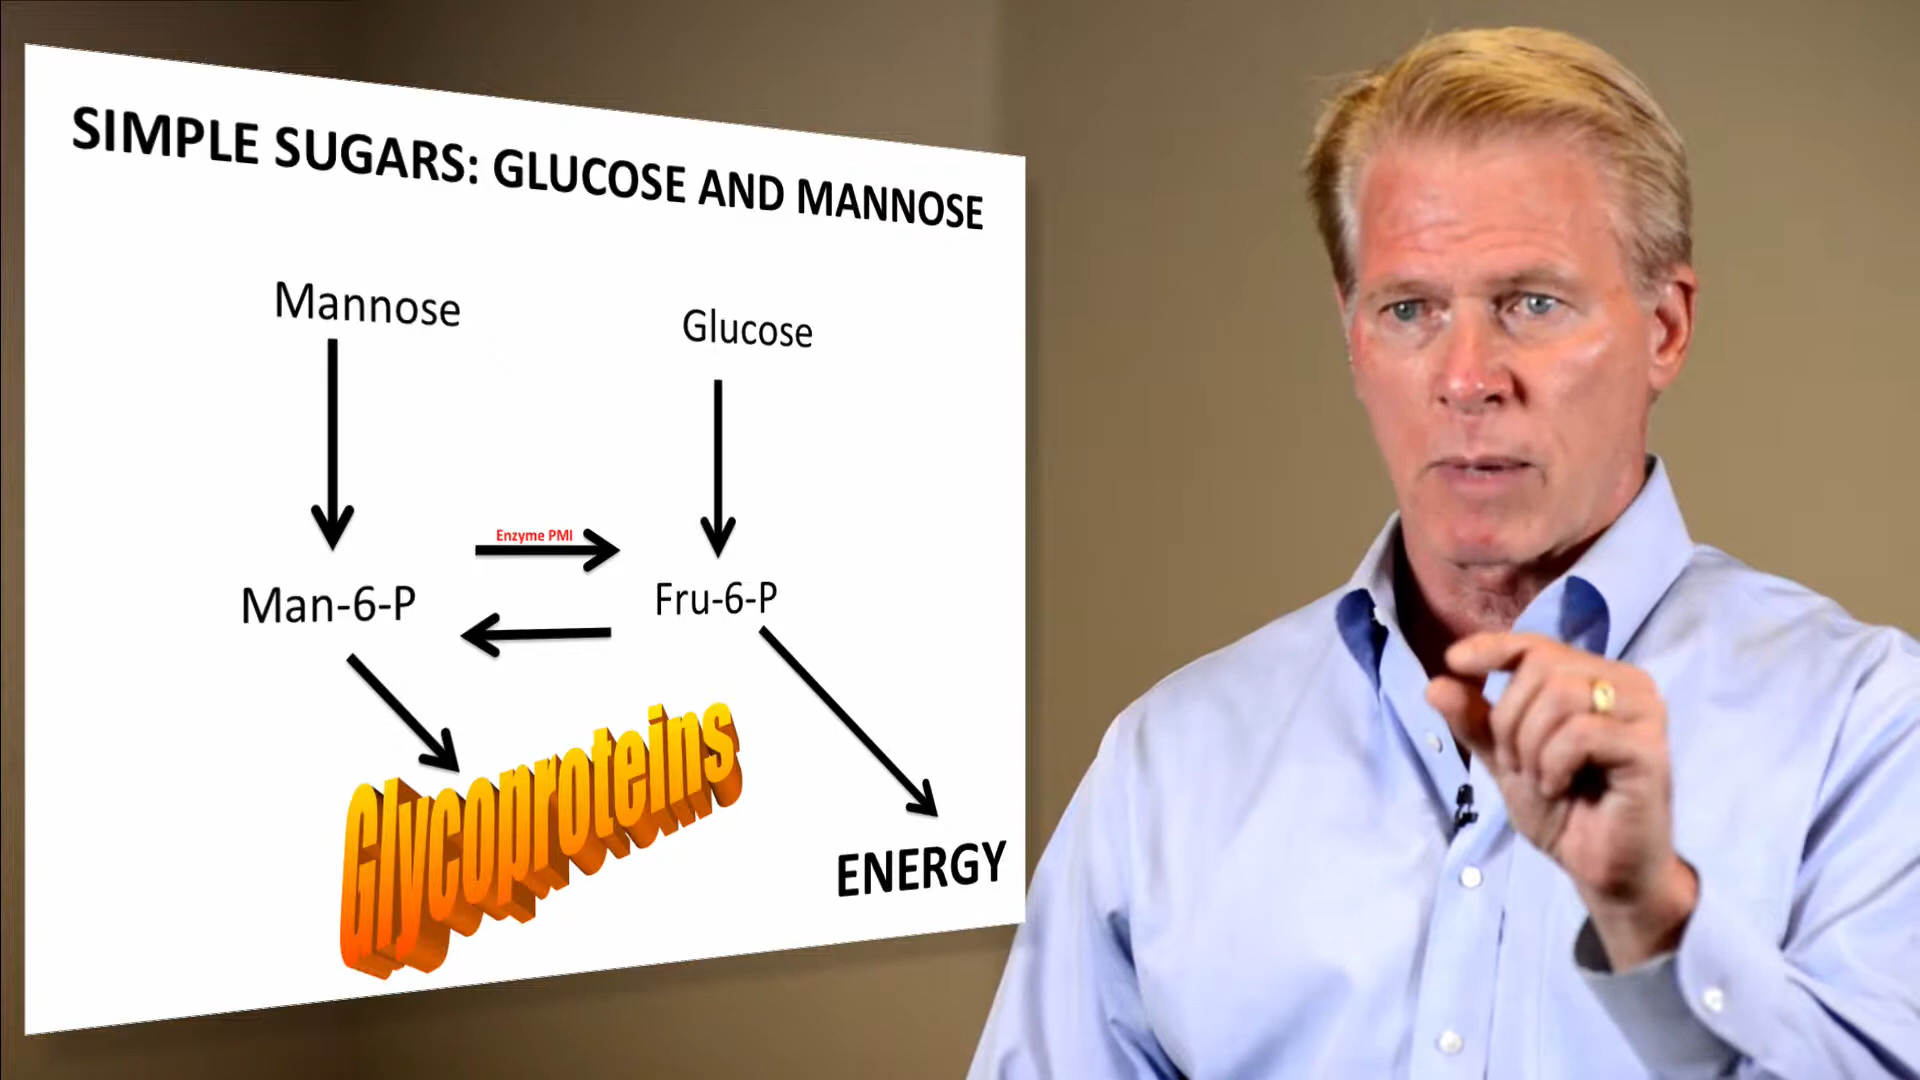 SIMPLE SUGARS: GLUCOSE AND MANNOSE
Mannose
Glucose
Enzyme PMI
Man-6-P
Fru-6-P
Glycoproteins
ENERGY